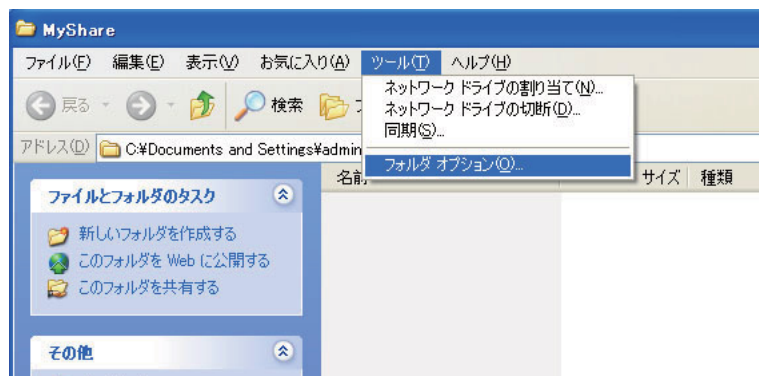 MyShare
ファイル(F) 編集(E) 表示(V) お気に入り(A) ツール(T) ヘルプ(H)
ネットワーク ドライブの割り当て(N)...
ネットワーク ドライブの切断(D)...
同期(S)...
フォルダ オプション(O)...
戻る 検索
アドレス(D) C:¥Documents and Settings¥admin
名前 サイズ 種類
ファイルとフォルダのタスク
新しいフォルダを作成する
このフォルダを Web に公開する
このフォルダを共有する
その他